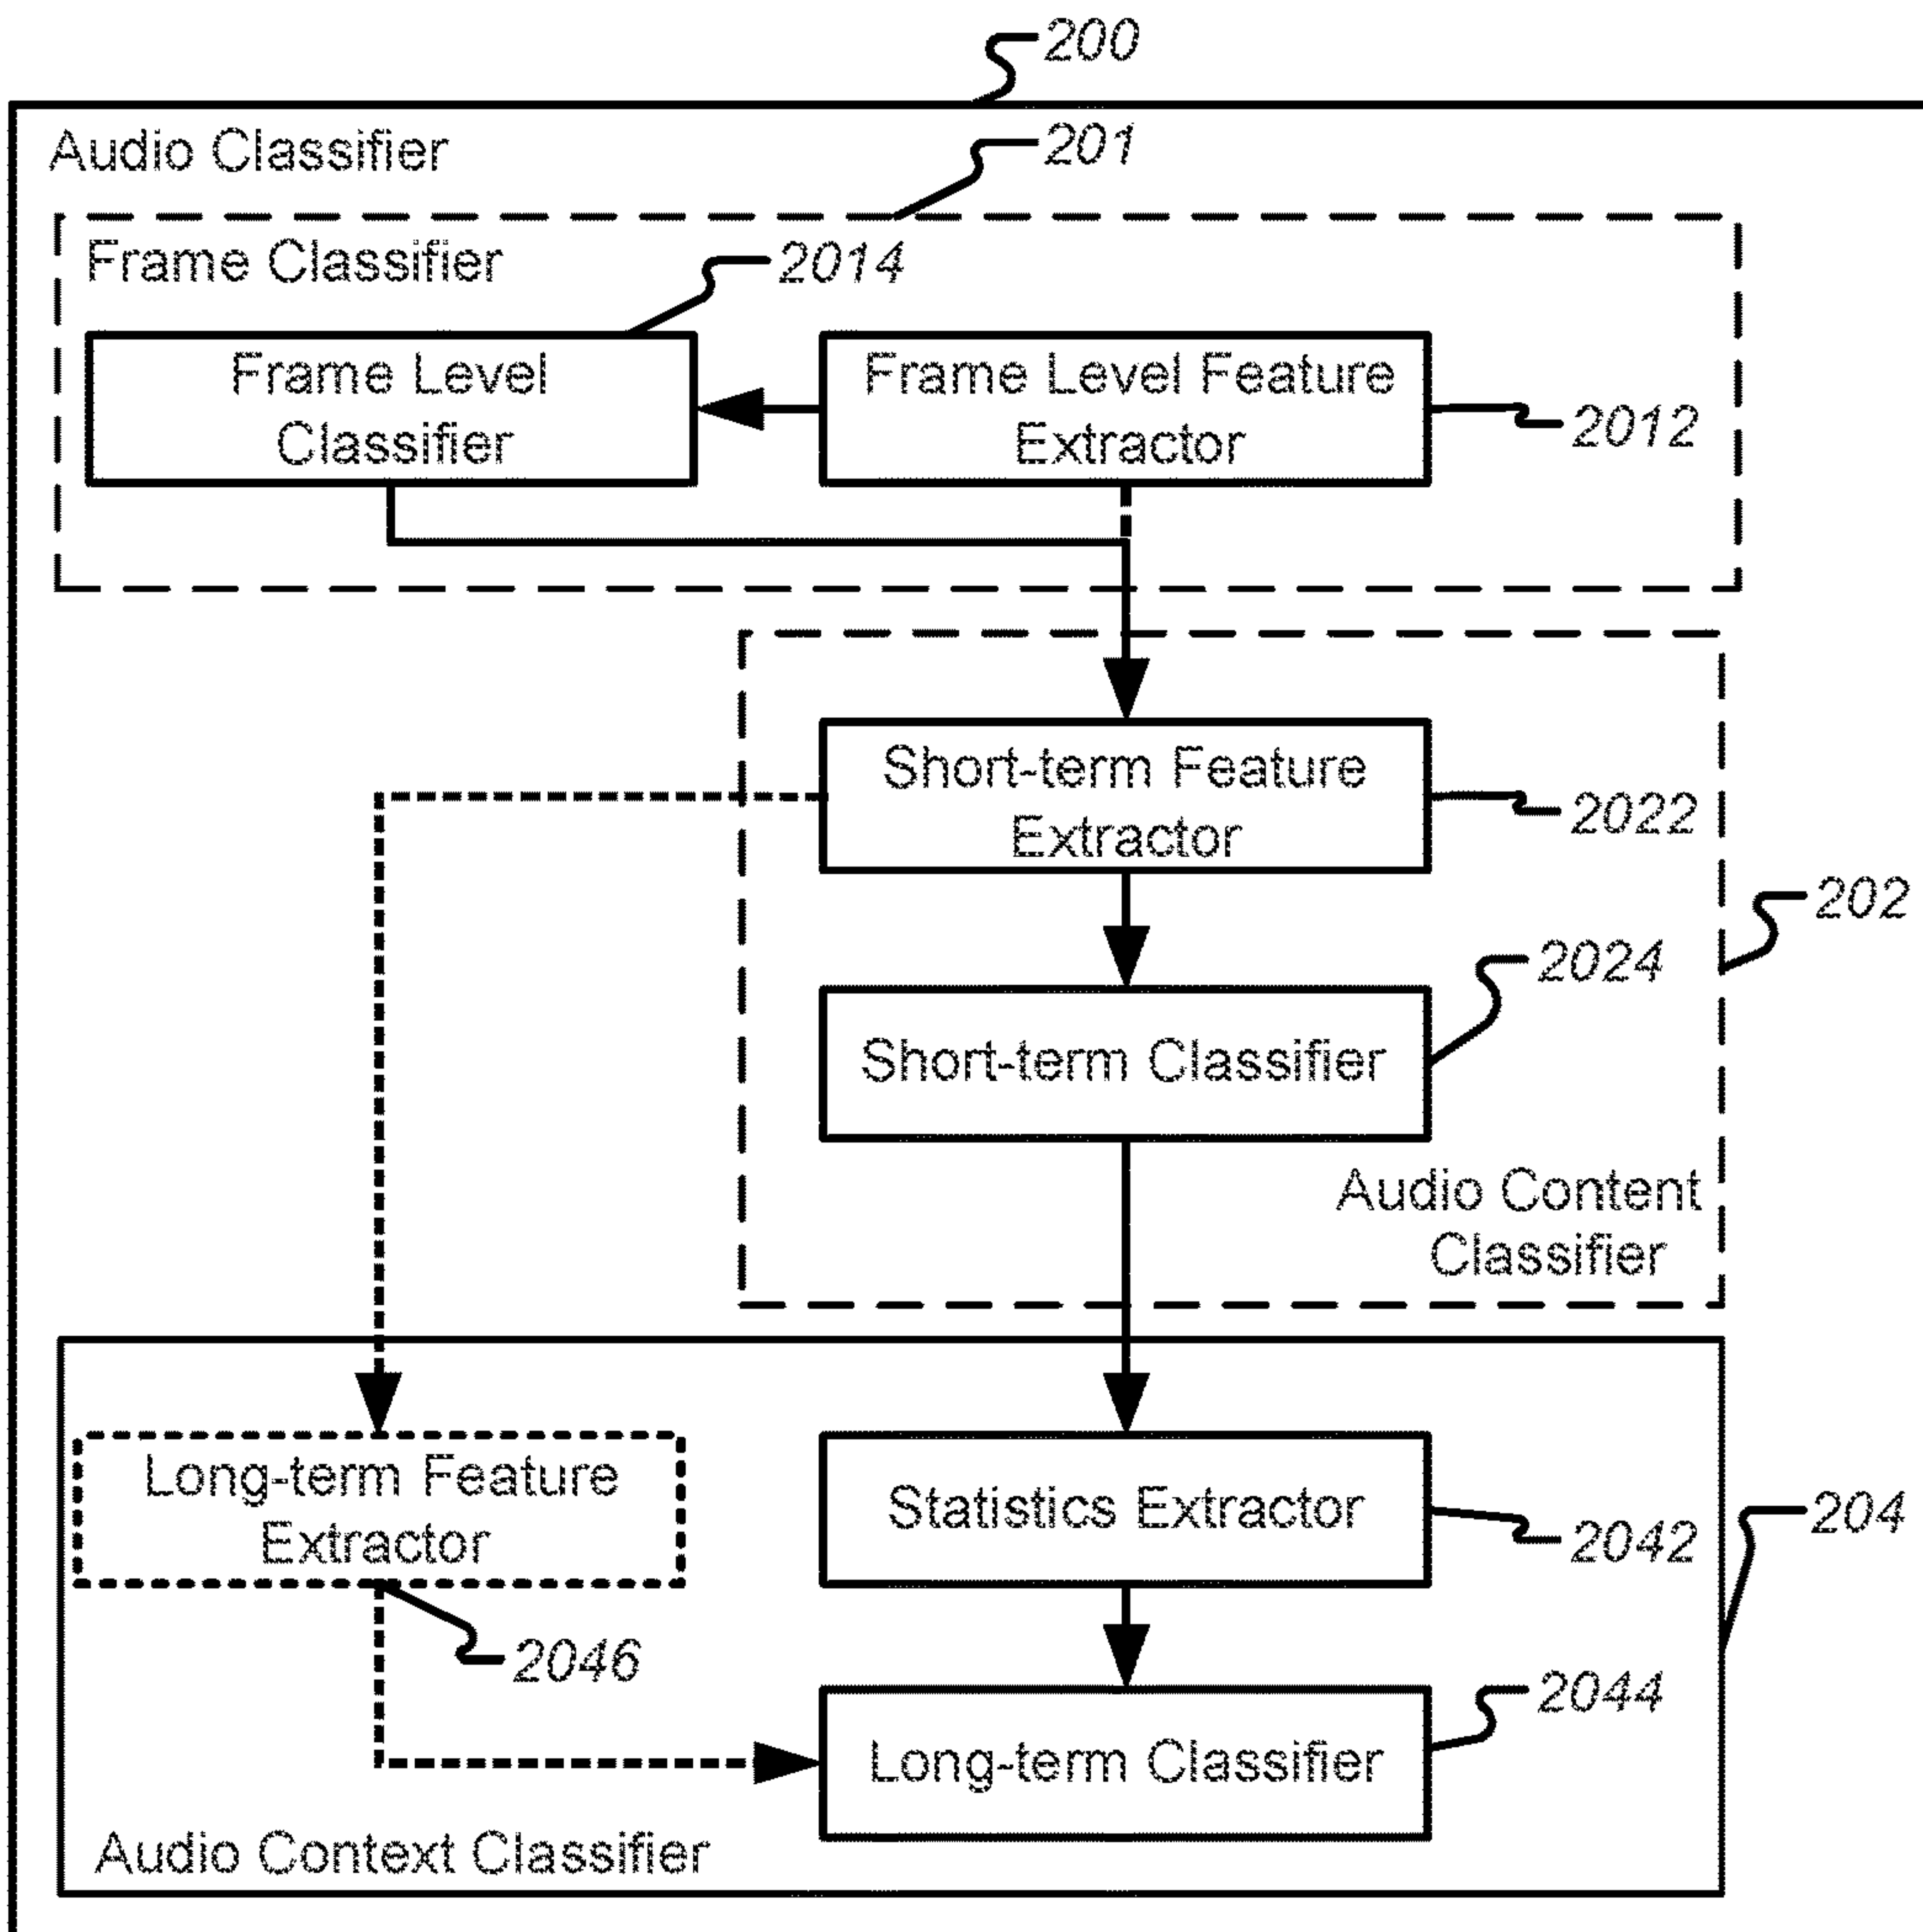 200
Audio Classifier
201
Frame Classifier
2014
Frame Level
Classifier
Frame Level Feature
Extractor
2012
Short-term Feature
Extractor
2022
202
2024
Short-term Classifier
Audio Content
Classifier
Long-term Feature
Extractor
Statistics Extractor
2042
204
2046
2044
Long-term Classifier
Audio Context Classifier